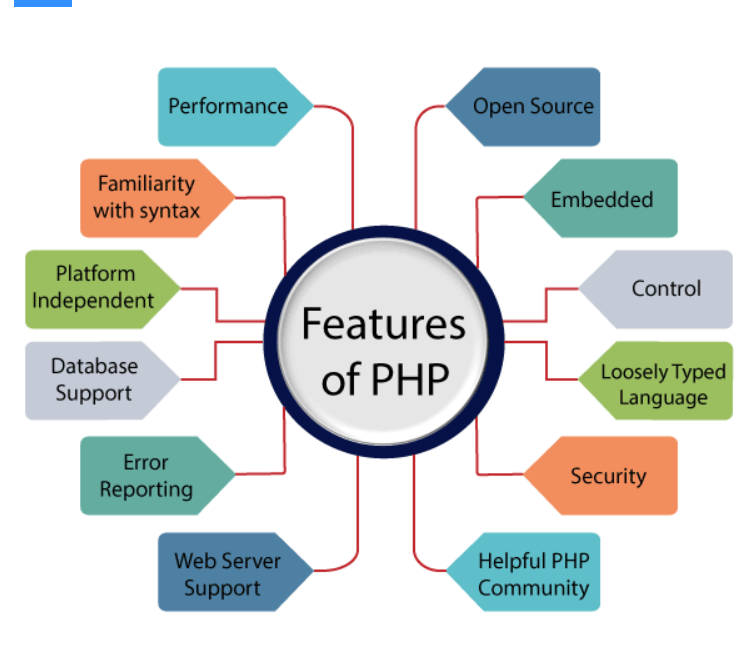 Performance
Open Source
Familiarity
with syntax
Embedded
Platform
Independent
Control
Features
of PHP
Database
Support
Loosely Typed
Language
Error
Reporting
Security
Web Server
Support
Helpful PHP
Community